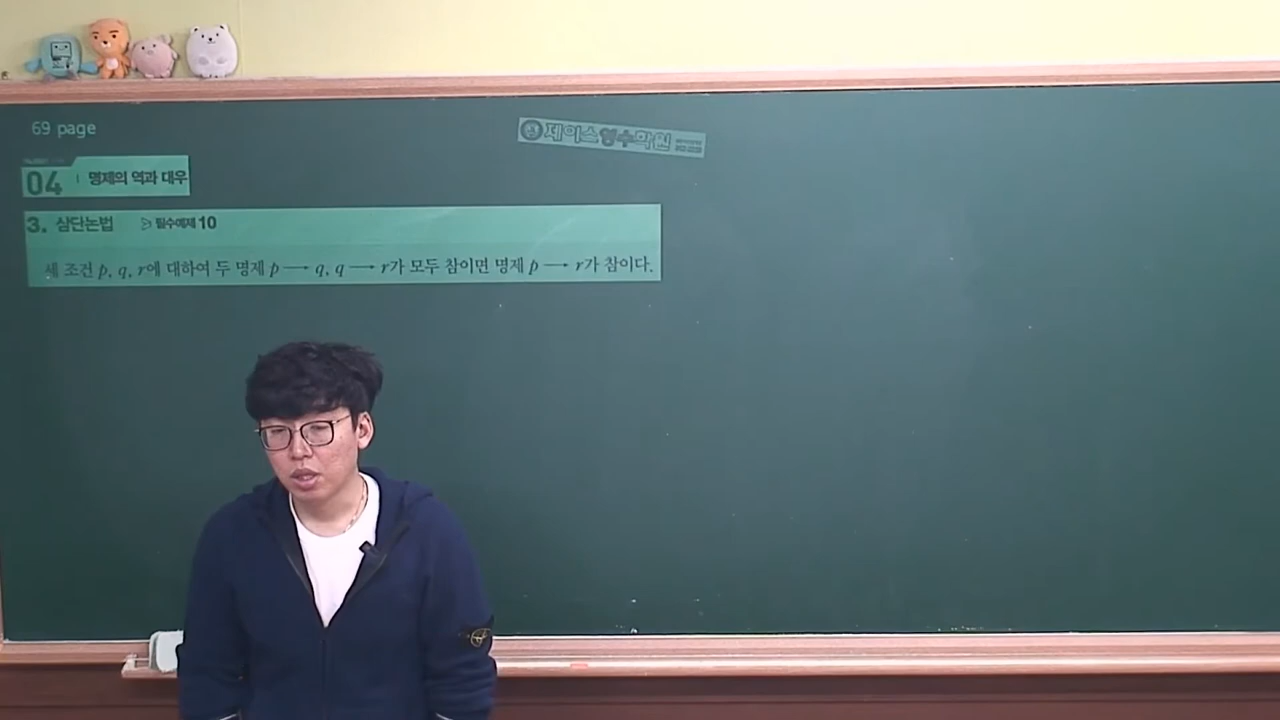 69 page
제이스영수학원
04 명제의 역과 대우
3. 삼단논법 필수예제 10
세 조건 p, q, r에 대하여 두 명제 p → q, q → r가 모두 참이면 명제 p → r가 참이다.